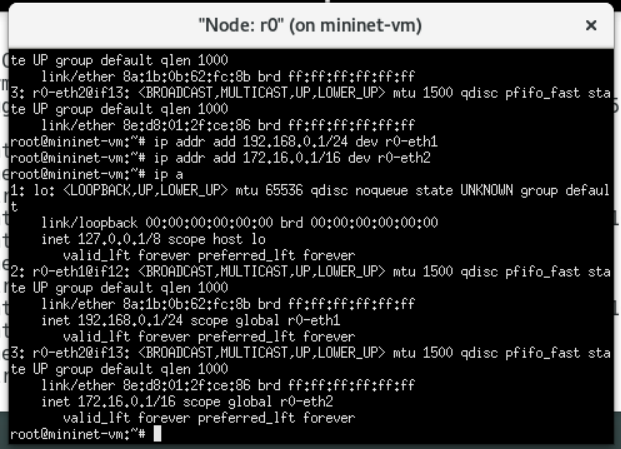 "Node: r0" (on mininet-vm)
te UP group default qlen 1000
    link/ether 8a:1b:0b:62:fc:8b brd ff:ff:ff:ff:ff:ff
3: r0-eth2@if13: <BROADCAST,MULTICAST,UP,LOWER_UP> mtu 1500 qdisc pfifo_fast sta
te UP group default qlen 1000
    link/ether 8e:d8:01:2f:ce:86 brd ff:ff:ff:ff:ff:ff
root@mininet-vm:~# ip addr add 192.168.0.1/24 dev r0-eth1
root@mininet-vm:~# ip addr add 172.16.0.1/16 dev r0-eth2
root@mininet-vm:~# ip a
1: lo: <LOOPBACK,UP,LOWER_UP> mtu 65536 qdisc noqueue state UNKNOWN group defaul
t
    link/loopback 00:00:00:00:00:00 brd 00:00:00:00:00:00
    inet 127.0.0.1/8 scope host lo
       valid_lft forever preferred_lft forever
2: r0-eth1@if12: <BROADCAST,MULTICAST,UP,LOWER_UP> mtu 1500 qdisc pfifo_fast sta
te UP group default qlen 1000
    link/ether 8a:1b:0b:62:fc:8b brd ff:ff:ff:ff:ff:ff
    inet 192.168.0.1/24 scope global r0-eth1
       valid_lft forever preferred_lft forever
3: r0-eth2@if13: <BROADCAST,MULTICAST,UP,LOWER_UP> mtu 1500 qdisc pfifo_fast sta
te UP group default qlen 1000
    link/ether 8e:d8:01:2f:ce:86 brd ff:ff:ff:ff:ff:ff
    inet 172.16.0.1/16 scope global r0-eth2
       valid_lft forever preferred_lft forever
root@mininet-vm:~#